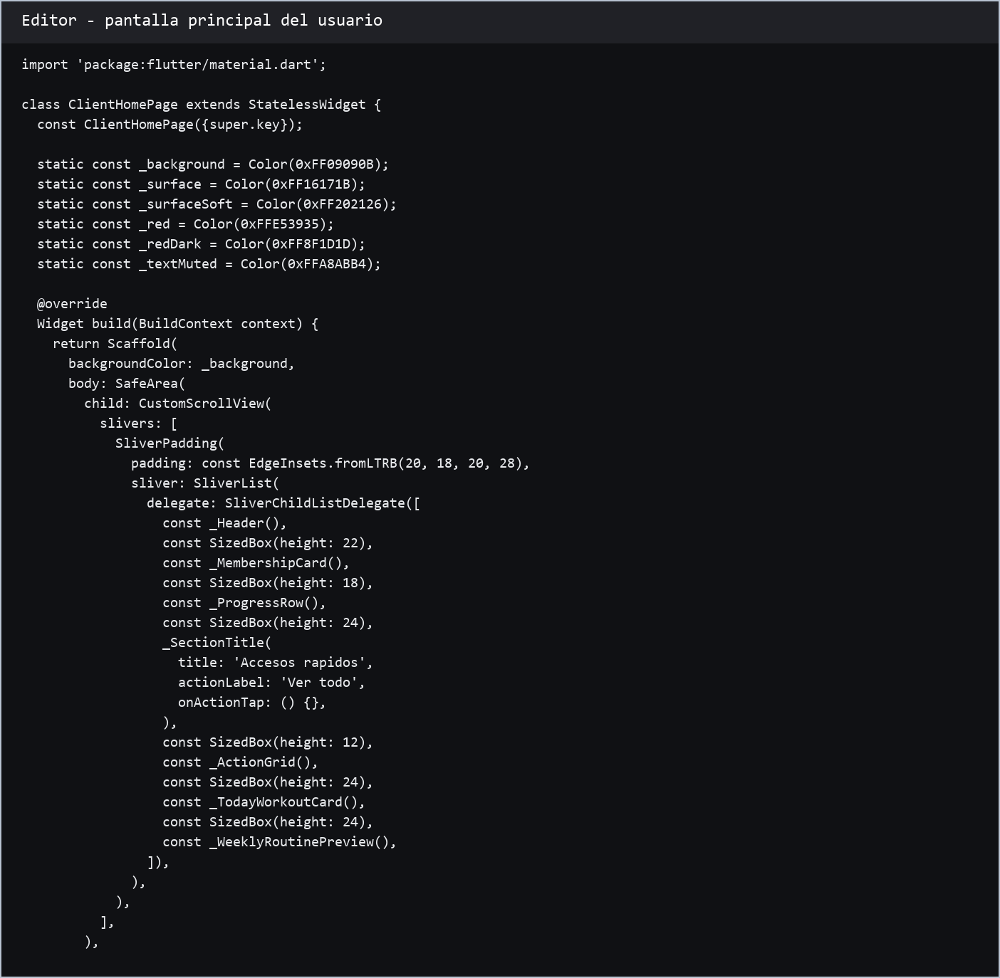 Editor - pantalla principal del usuario
import 'package:flutter/material.dart';

class ClientHomePage extends StatelessWidget {
  const ClientHomePage({super.key});

  static const _background = Color(0xFF09090B);
  static const _surface = Color(0xFF16171B);
  static const _surfaceSoft = Color(0xFF202126);
  static const _red = Color(0xFFE53935);
  static const _redDark = Color(0xFF8F1D1D);
  static const _textMuted = Color(0xFFA8ABB4);

  @override
  Widget build(BuildContext context) {
    return Scaffold(
      backgroundColor: _background,
      body: SafeArea(
        child: CustomScrollView(
          slivers: [
            SliverPadding(
              padding: const EdgeInsets.fromLTRB(20, 18, 20, 28),
              sliver: SliverList(
                delegate: SliverChildListDelegate([
                  const _Header(),
                  const SizedBox(height: 22),
                  const _MembershipCard(),
                  const SizedBox(height: 18),
                  const _ProgressRow(),
                  const SizedBox(height: 24),
                  _SectionTitle(
                    title: 'Accesos rapidos',
                    actionLabel: 'Ver todo',
                    onActionTap: () {},
                  ),
                  const SizedBox(height: 12),
                  const _ActionGrid(),
                  const SizedBox(height: 24),
                  const _TodayWorkoutCard(),
                  const SizedBox(height: 24),
                  const _WeeklyRoutinePreview(),
                ]),
              ),
            ),
          ],
        ),